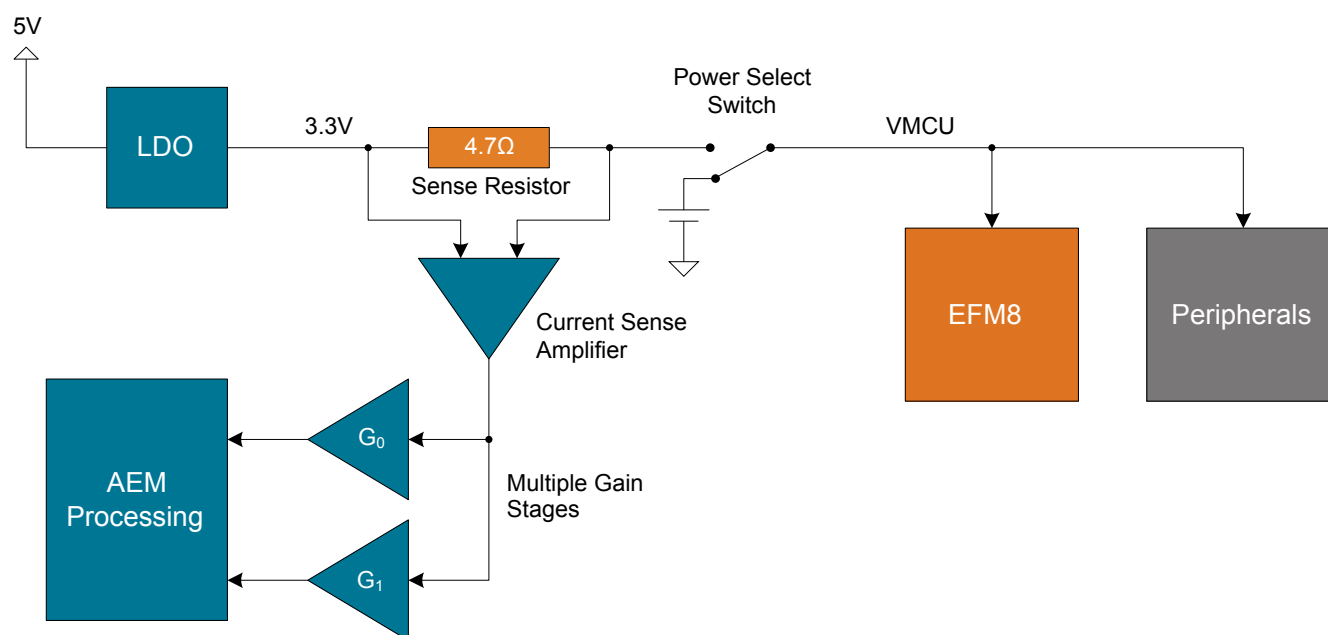 5V
Power Select
Switch
3.3V
VMCU
LDO
4.7Ω
Sense Resistor
EFM8
Peripherals
Current Sense
Amplifier
G₀
AEM
Processing
Multiple Gain
Stages
G₁